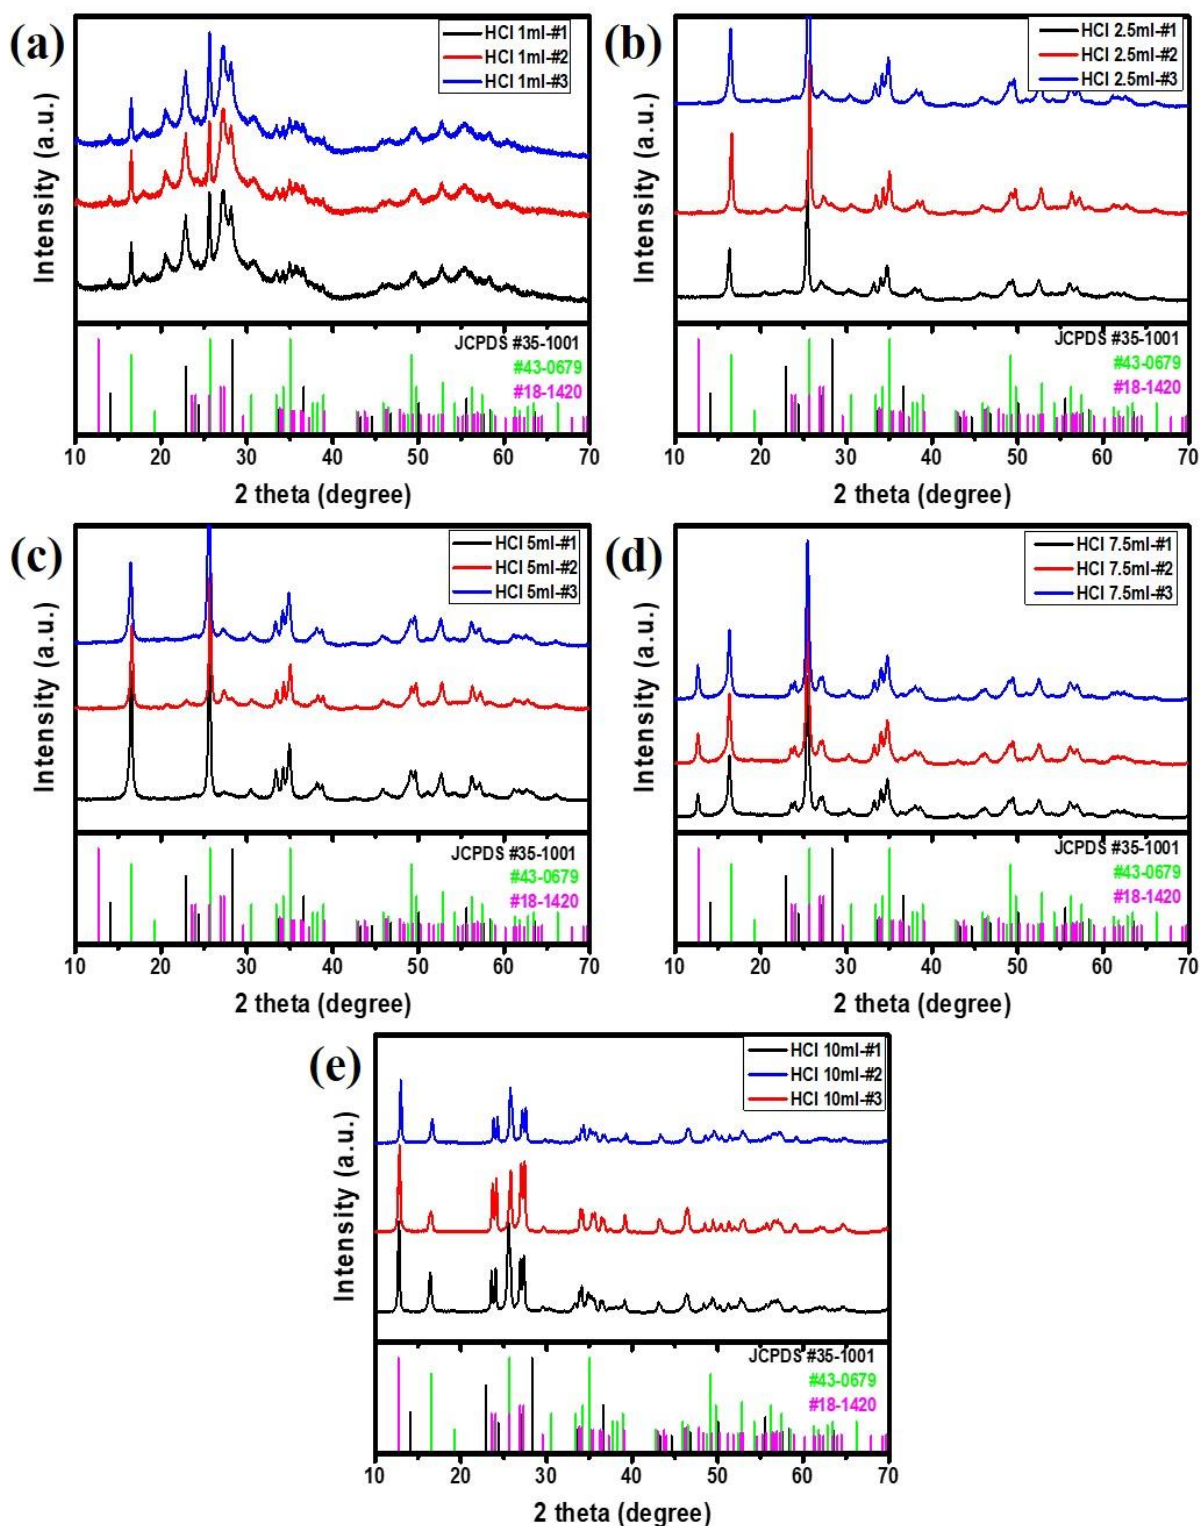 (a)
HCl 1ml-#1
HCl 1ml-#2
HCl 1ml-#3
Intensity (a.u.)
JCPDS #35-1001
#43-0679
#18-1420
10 20 30 40 50 60 70
2 theta (degree)
(b)
HCl 2.5ml-#1
HCl 2.5ml-#2
HCl 2.5ml-#3
Intensity (a.u.)
JCPDS #35-1001
#43-0679
#18-1420
10 20 30 40 50 60 70
2 theta (degree)
(c)
HCl 5ml-#1
HCl 5ml-#2
HCl 5ml-#3
Intensity (a.u.)
JCPDS #35-1001
#43-0679
#18-1420
10 20 30 40 50 60 70
2 theta (degree)
(d)
HCl 7.5ml-#1
HCl 7.5ml-#2
HCl 7.5ml-#3
Intensity (a.u.)
JCPDS #35-1001
#43-0679
#18-1420
10 20 30 40 50 60 70
2 theta (degree)
(e)
HCl 10ml-#1
HCl 10ml-#2
HCl 10ml-#3
Intensity (a.u.)
JCPDS #35-1001
#43-0679
#18-1420
10 20 30 40 50 60 70
2 theta (degree)